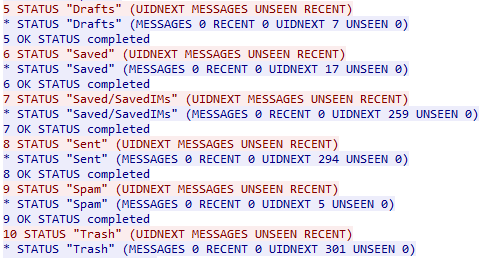 5 STATUS "Drafts" (UIDNEXT MESSAGES UNSEEN RECENT)
* STATUS "Drafts" (MESSAGES 0 RECENT 0 UIDNEXT 7 UNSEEN 0)
5 OK STATUS completed
6 STATUS "Saved" (UIDNEXT MESSAGES UNSEEN RECENT)
* STATUS "Saved" (MESSAGES 0 RECENT 0 UIDNEXT 17 UNSEEN 0)
6 OK STATUS completed
7 STATUS "Saved/SavedIMs" (UIDNEXT MESSAGES UNSEEN RECENT)
* STATUS "Saved/SavedIMs" (MESSAGES 0 RECENT 0 UIDNEXT 259 UNSEEN 0)
7 OK STATUS completed
8 STATUS "Sent" (UIDNEXT MESSAGES UNSEEN RECENT)
* STATUS "Sent" (MESSAGES 0 RECENT 0 UIDNEXT 294 UNSEEN 0)
8 OK STATUS completed
9 STATUS "Spam" (UIDNEXT MESSAGES UNSEEN RECENT)
* STATUS "Spam" (MESSAGES 0 RECENT 0 UIDNEXT 5 UNSEEN 0)
9 OK STATUS completed
10 STATUS "Trash" (UIDNEXT MESSAGES UNSEEN RECENT)
* STATUS "Trash" (MESSAGES 0 RECENT 0 UIDNEXT 301 UNSEEN 0)